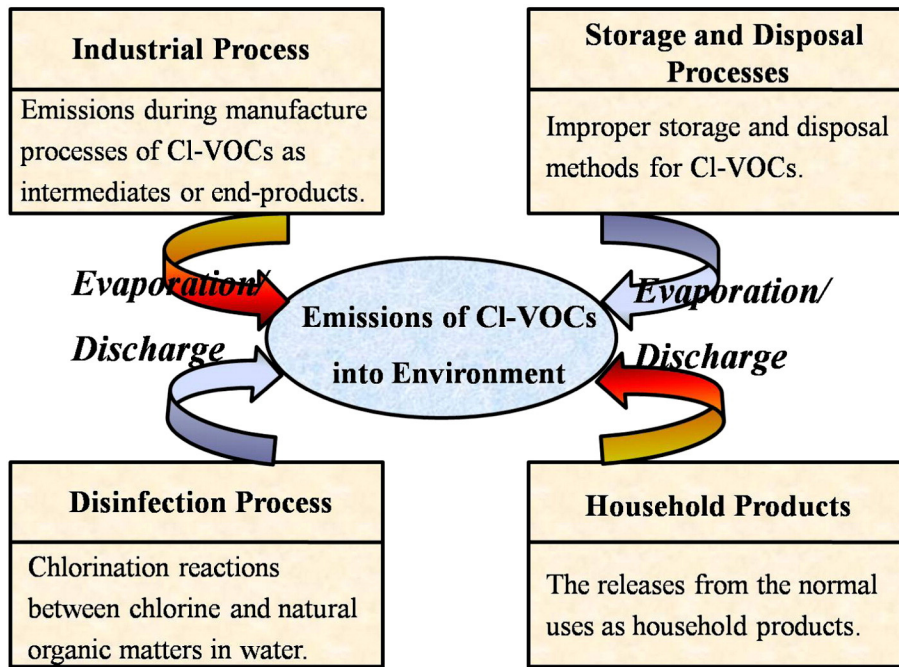 Industrial Process
Emissions during manufacture
processes of Cl-VOCs as
intermediates or end-products.
Storage and Disposal
Processes
Improper storage and disposal
methods for Cl-VOCs.
Evaporation/
Discharge
Emissions of Cl-VOCs
into Environment
Evaporation/
Discharge
Disinfection Process
Chlorination reactions
between chlorine and natural
organic matters in water.
Household Products
The releases from the normal
uses as household products.